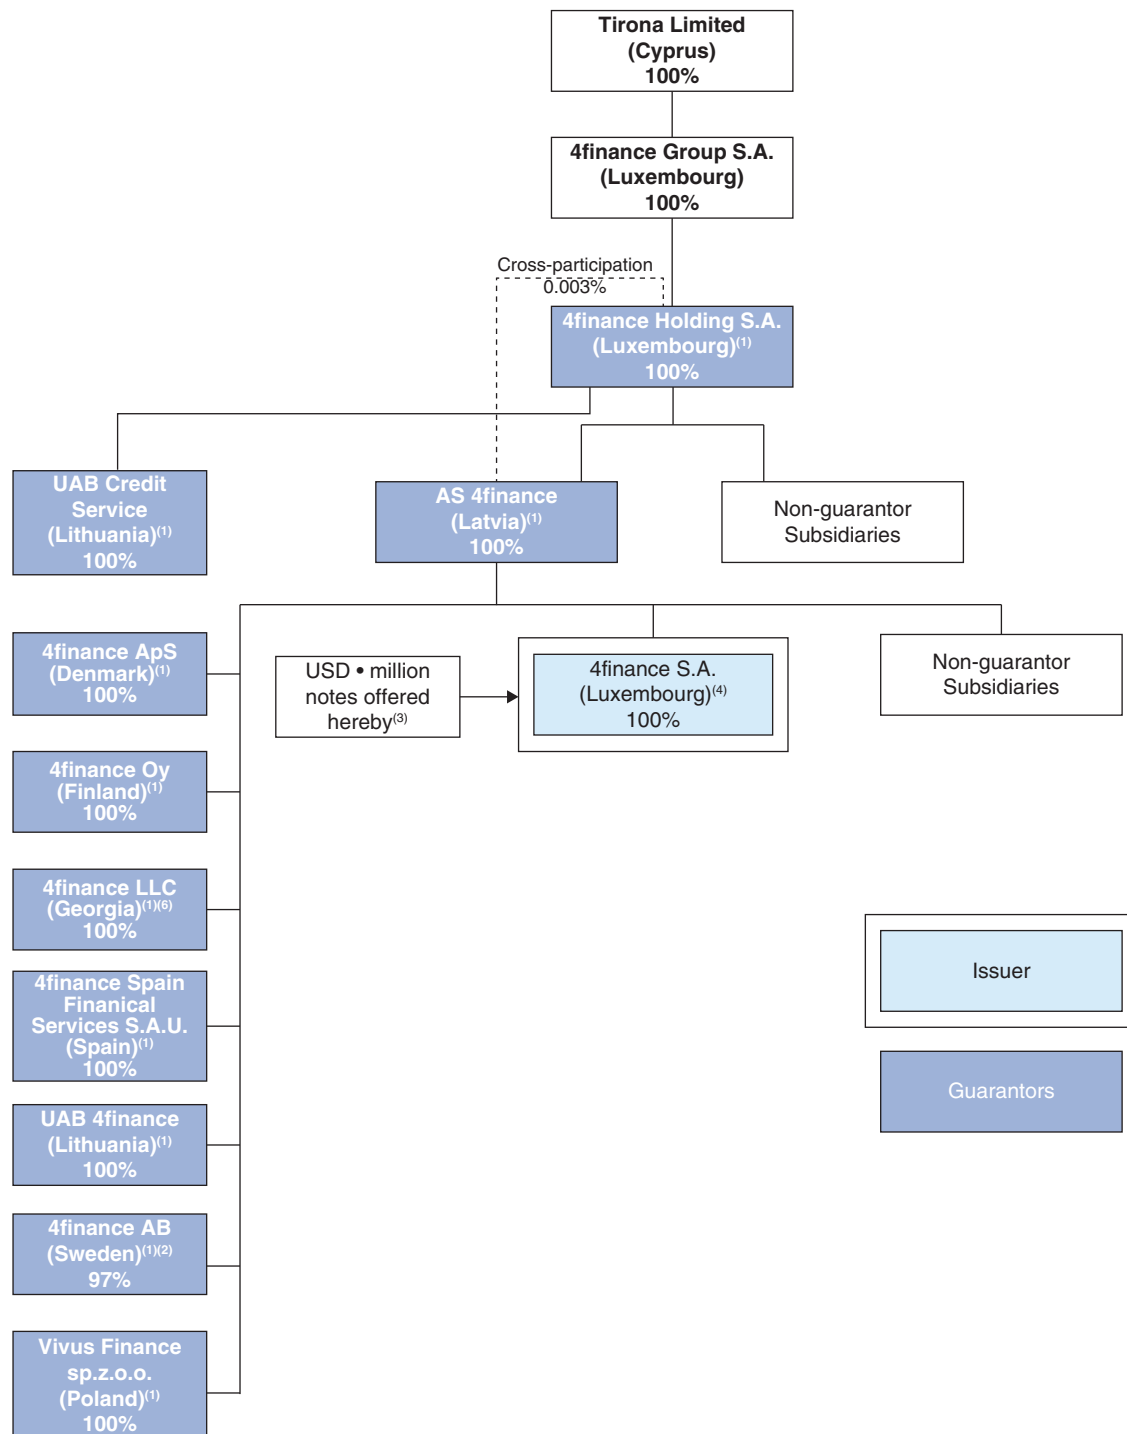 Tirona Limited
(Cyprus)
100%
4finance Group S.A.
(Luxembourg)
100%
Cross-participation
0.003%
4finance Holding S.A.
(Luxembourg)(1)
100%
UAB Credit
Service
(Lithuania)(1)
100%
AS 4finance
(Latvia)(1)
100%
Non-guarantor
Subsidiaries
4finance ApS
(Denmark)(1)
100%
USD • million
notes offered
hereby(3)
4finance S.A.
(Luxembourg)(4)
100%
Non-guarantor
Subsidiaries
4finance Oy
(Finland)(1)
100%
4finance LLC
(Georgia)(1)(6)
100%
4finance Spain
Finanical
Services S.A.U.
(Spain)(1)
100%
Issuer
Guarantors
UAB 4finance
(Lithuania)(1)
100%
4finance AB
(Sweden)(1)(2)
97%
Vivus Finance
sp.z.o.o.
(Poland)(1)
100%